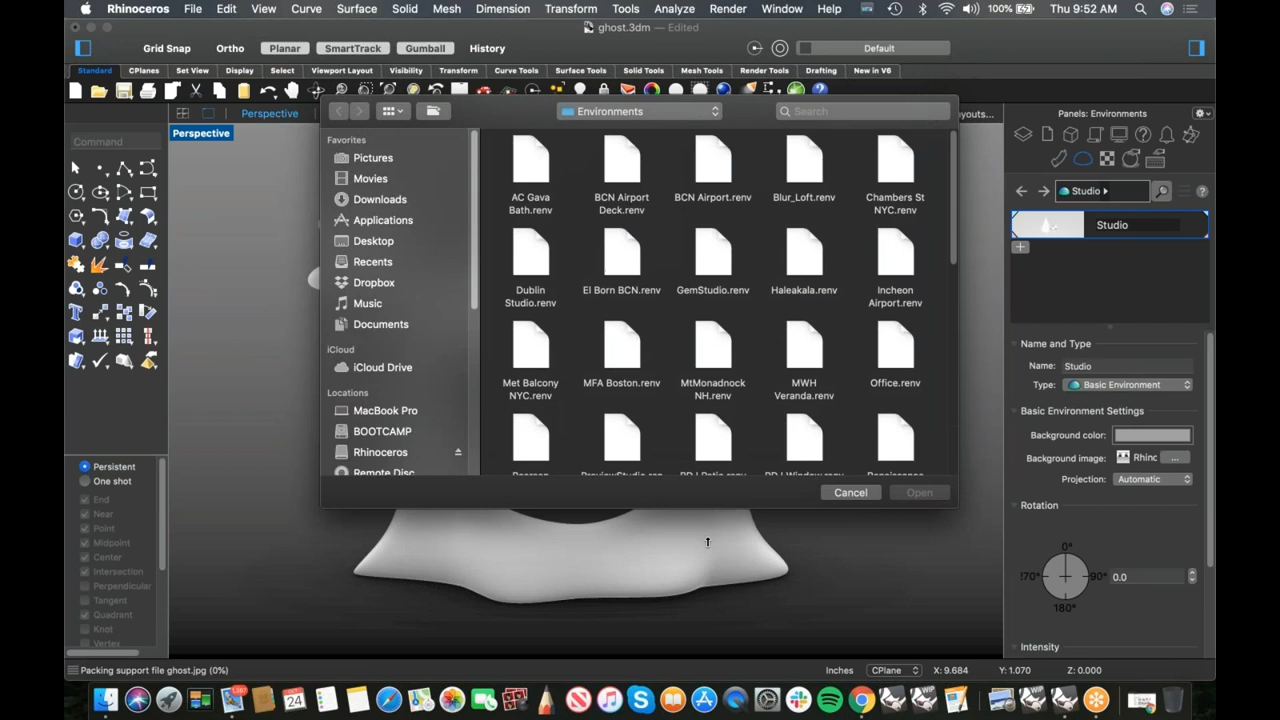 Rhinoceros File Edit View Curve Surface Solid Mesh Dimension Transform Tools Analyze Render Window Help 100% Thu 9:52 AM
ghost.3dm — Edited
Grid Snap Ortho Planar SmartTrack Gumball History Default
Standard CPlanes Set View Display Select Viewport Layout Visibility Transform Curve Tools Surface Tools Solid Tools Mesh Tools Render Tools Drafting New in V6
Perspective
Environments
Search
youts...
Panels: Environments
Perspective
Command
Favorites
Pictures
Movies
Downloads
Applications
Desktop
Recents
Dropbox
Music
Documents
iCloud
iCloud Drive
Locations
MacBook Pro
BOOTCAMP
Rhinoceros
Remote Disc
AC Gava Bath.renv
BCN Airport Deck.renv
BCN Airport.renv
Blur_Loft.renv
Chambers St NYC.renv
Dublin Studio.renv
El Born BCN.renv
GemStudio.renv
Haleakala.renv
Incheon Airport.renv
Met Balcony NYC.renv
MFA Boston.renv
MtMonadnock NH.renv
MWH Veranda.renv
Office.renv
Cancel Open
Studio
Studio
Name and Type
Name: Studio
Type: Basic Environment
Basic Environment Settings
Background color:
Background image: Rhinc ...
Projection: Automatic
Rotation
0°
90° 0.0
180°
Intensity
Persistent
One shot
End
Near
Point
Midpoint
Center
Intersection
Perpendicular
Tangent
Quadrant
Knot
Vertex
Packing support file ghost.jpg (0%) Inches CPlane X: 9.684 Y: 1.070 Z: 0.000